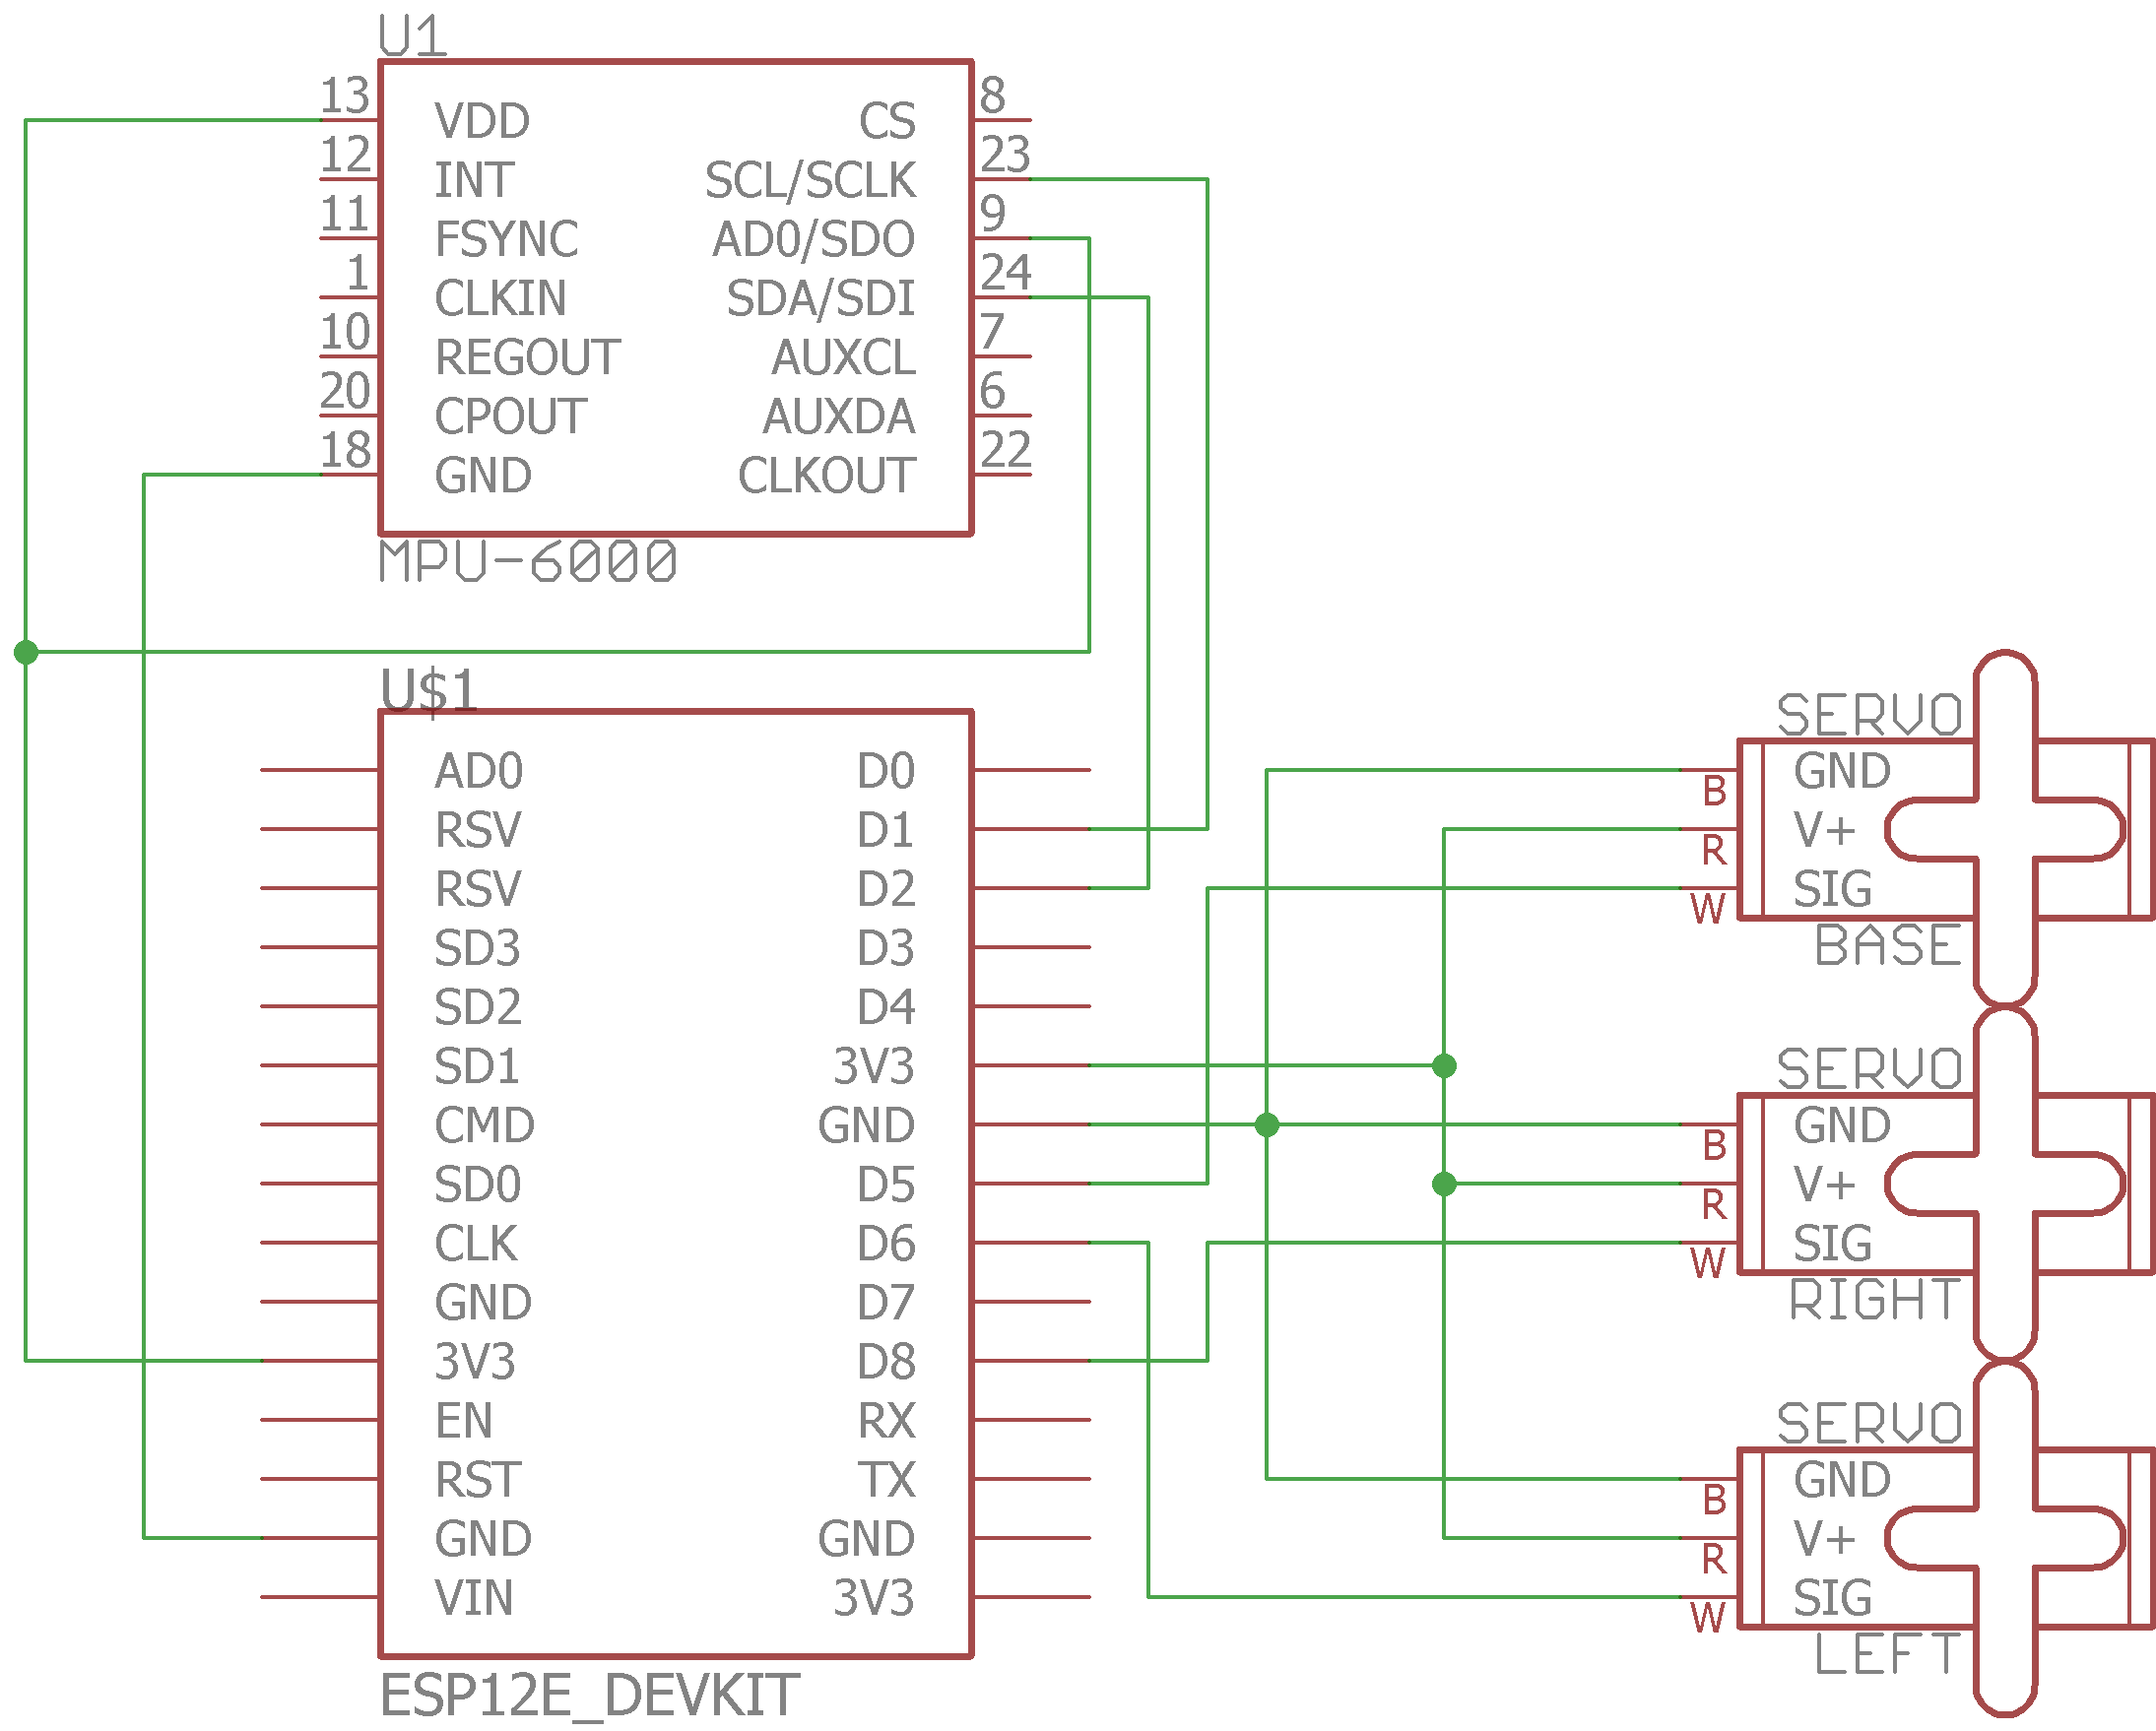 U1
13 VDD CS 8
12 INT SCL/SCLK 23
11 FSYNC AD0/SDO 9
1 CLKIN SDA/SDI 24
10 REGOUT AUXCL 7
20 CPOUT AUXDA 6
18 GND CLKOUT 22
MPU-6000
U$1
AD0 D0
RSV D1
RSV D2
SD3 D3
SD2 D4
SD1 3V3
CMD GND
SD0 D5
CLK D6
GND D7
3V3 D8
EN RX
RST TX
GND GND
VIN 3V3
ESP12E_DEVKIT
SERVO
B GND
R V+
W SIG
BASE
SERVO
B GND
R V+
W SIG
RIGHT
SERVO
B GND
R V+
W SIG
LEFT